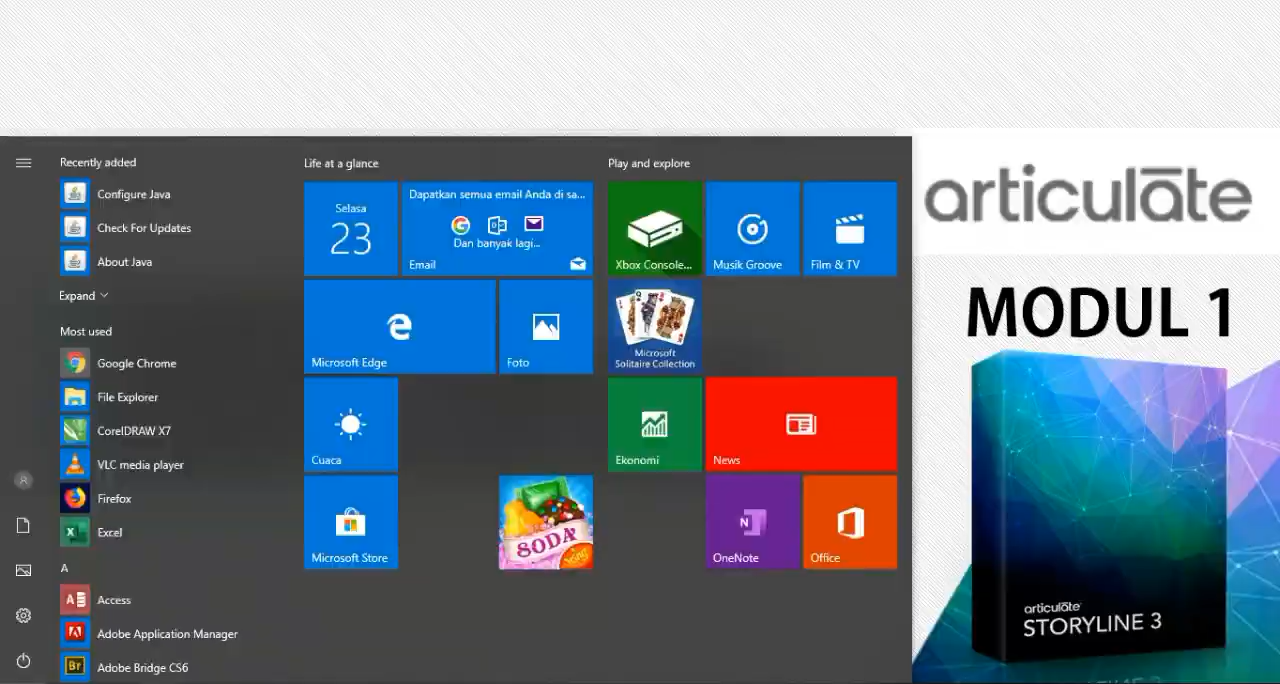 Recently added
Configure Java
Check For Updates
About Java
Expand
Most used
Google Chrome
File Explorer
CorelDRAW X7
VLC media player
Firefox
Excel
A
Access
Adobe Application Manager
Adobe Bridge CS6
Life at a glance
Selasa
23
Dapatkan semua email Anda di sa...
Dan banyak lagi...
Email
Microsoft Edge
Foto
Cuaca
Microsoft Store
SODA
King
Play and explore
Xbox Console...
Musik Groove
Film & TV
Microsoft
Solitaire Collection
Ekonomi
News
OneNote
Office
articulāte
MODUL 1
articulāte
STORYLINE 3